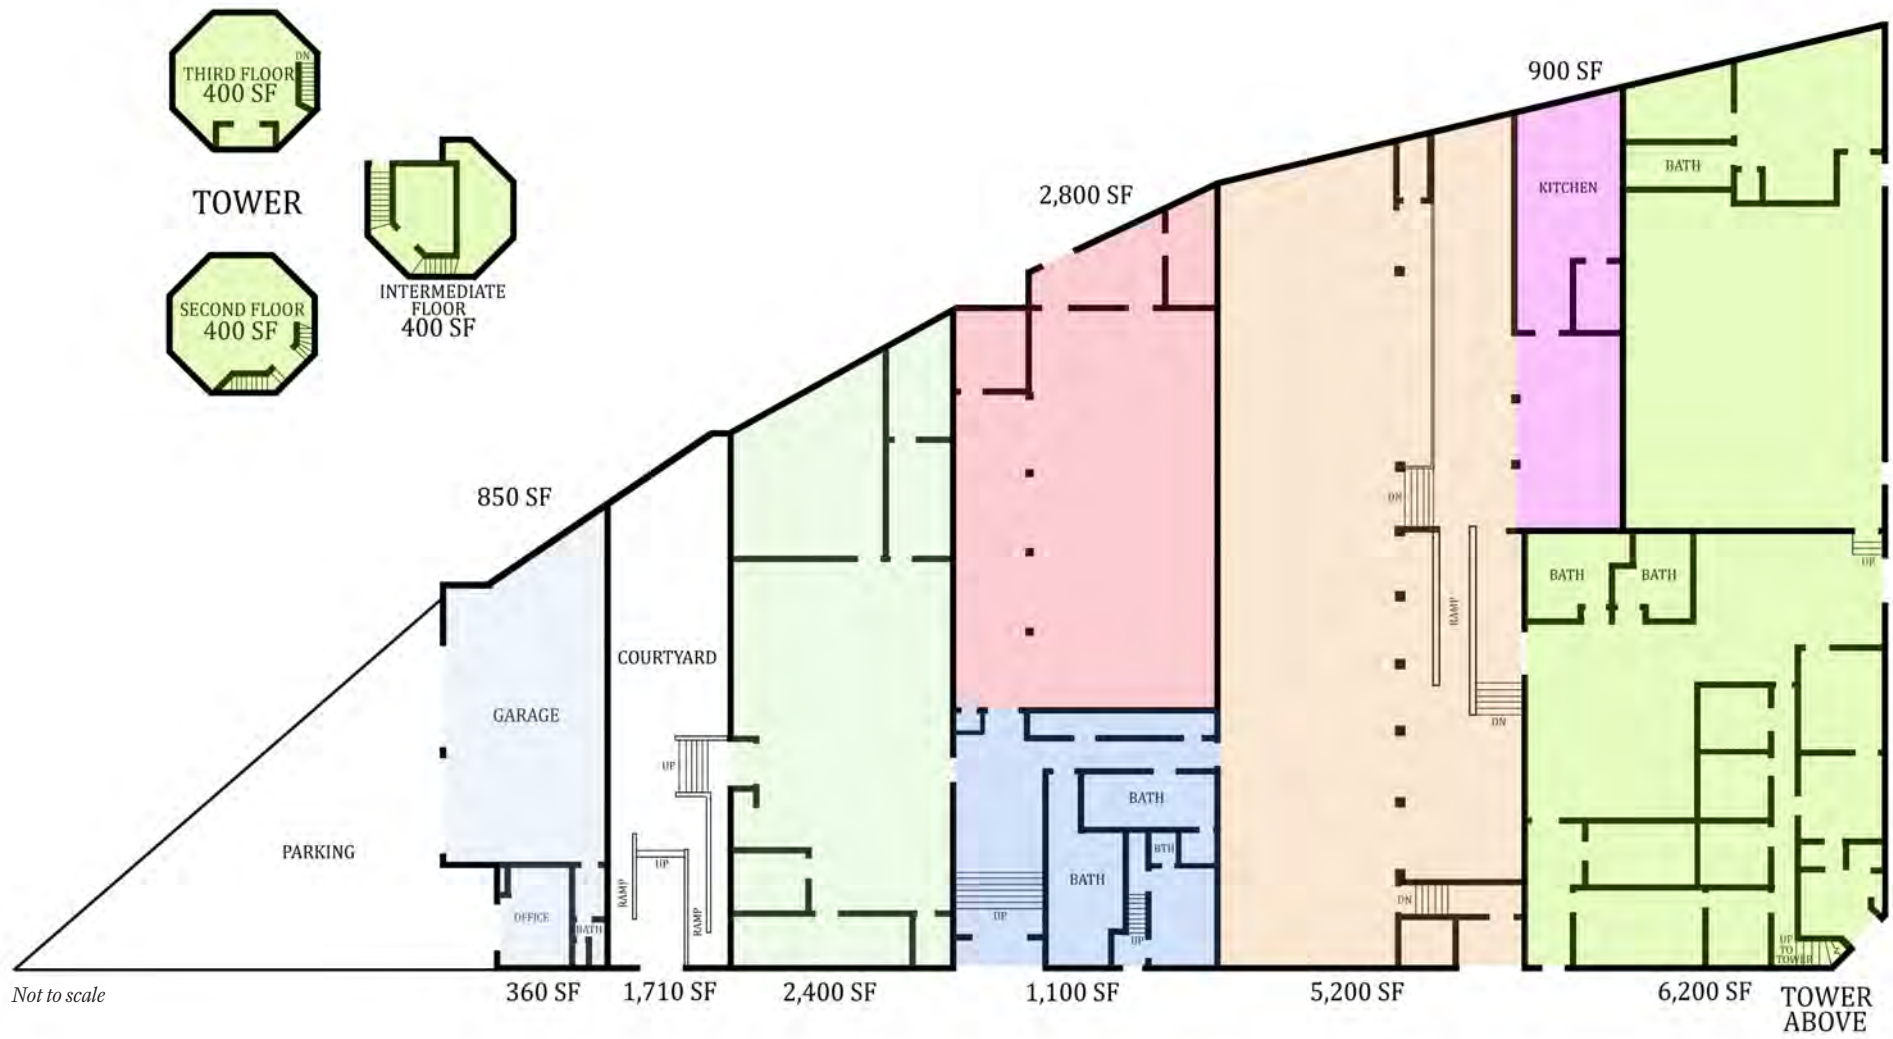 DN
THIRD FLOOR
400 SF
TOWER
SECOND FLOOR
400 SF
INTERMEDIATE
FLOOR
400 SF
850 SF
2,800 SF
900 SF
KITCHEN
BATH
DN
UP
BATH
BATH
RAMP
DN
COURTYARD
GARAGE
UP
PARKING
UP
RAMP
RAMP
OFFICE
BATH
BATH
BTH
BATH
UP
UP
DN
UP
TO
TOWER
Not to scale
360 SF
1,710 SF
2,400 SF
1,100 SF
5,200 SF
6,200 SF
TOWER
ABOVE